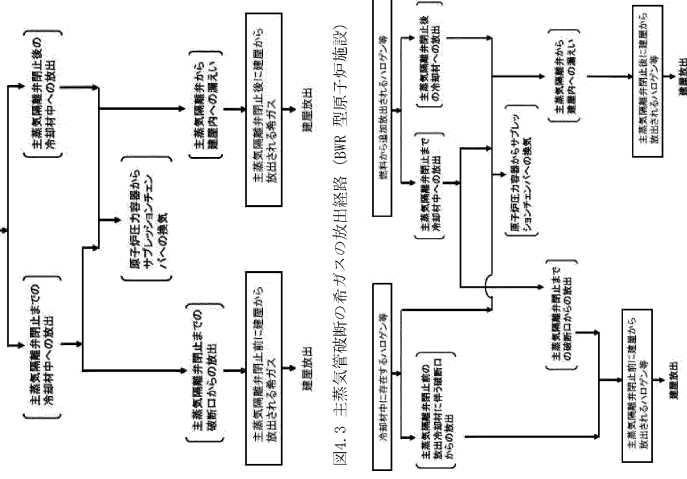 主蒸気隔離弁閉止までの
冷却材中への放出
主蒸気隔離弁閉止後の
冷却材中への放出
原子炉圧力容器から
サプレッションチェン
バへの換気
主蒸気隔離弁閉止までの
破断口からの放出
主蒸気隔離弁から
建屋内への漏えい
主蒸気隔離弁閉止前に建屋から
放出される希ガス
主蒸気隔離弁閉止後に建屋から
放出される希ガス
建屋放出
建屋放出
図4.3 主蒸気管破断の希ガスの放出経路（BWR 型原子炉施設）
冷却材中に存在するハロゲン等
燃料から追加放出されるハロゲン等
主蒸気隔離弁閉止前の
放出冷却材に伴う破断口
からの放出
主蒸気隔離弁閉止まで
冷却材中への放出
主蒸気隔離弁閉止後
の冷却材への放出
原子炉圧力容器からサプレッ
ションチェンバへの換気
主蒸気隔離弁閉止まで
の破断口からの放出
主蒸気隔離弁から
建屋内への漏えい
主蒸気隔離弁閉止前に建屋から
放出されるハロゲン等
主蒸気隔離弁閉止後に建屋から
放出されるハロゲン等
建屋放出
建屋放出